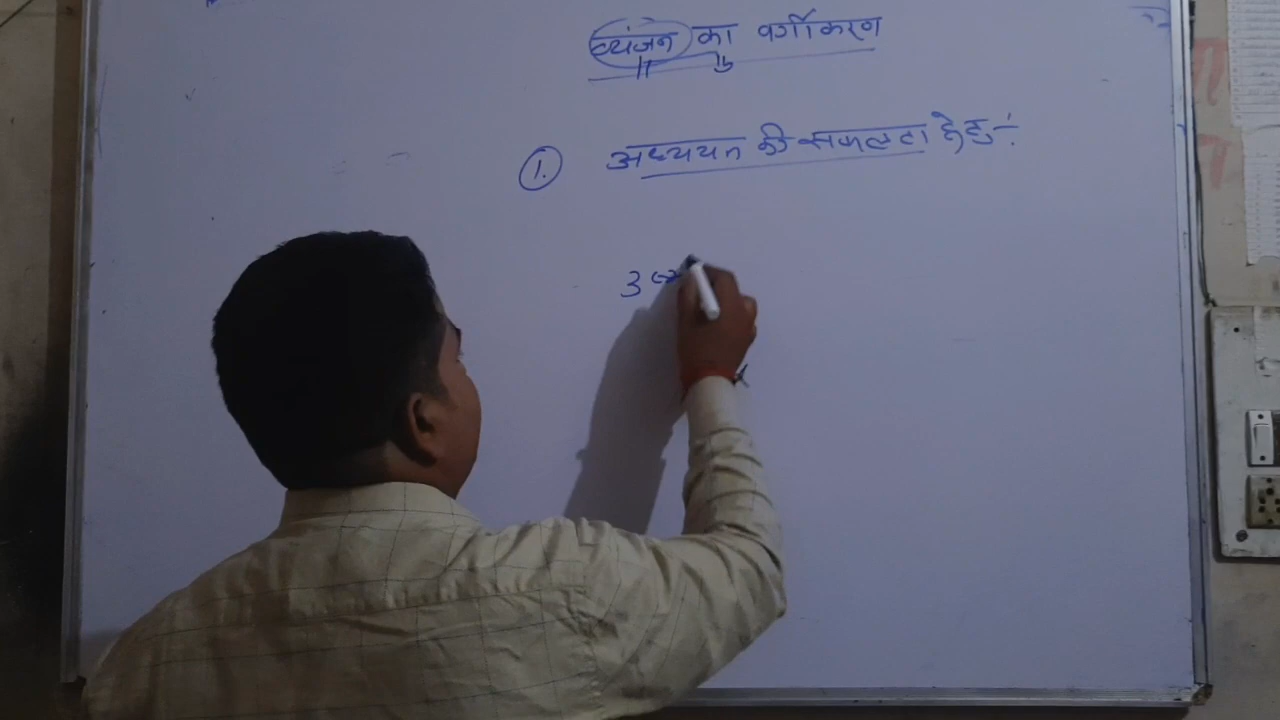 व्यंजन का वर्गीकरण
1. अध्ययन की सफलता हेतु :-